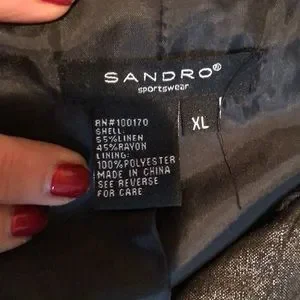 SANDRO®
sportswear
XL
RN#100170
SHELL:
55%LINEN
45%RAYON
LINING:
100%POLYESTER
MADE IN CHINA
SEE REVERSE
FOR CARE